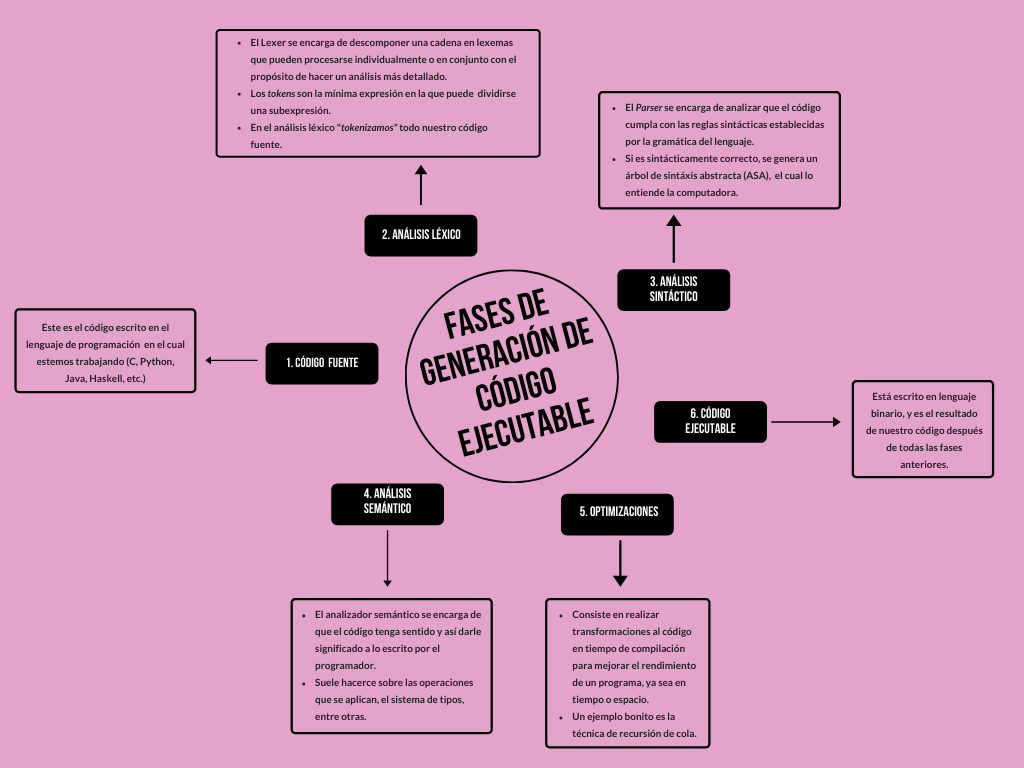 FASES DE
GENERACIÓN DE
CÓDIGO
EJECUTABLE
1. CÓDIGO FUENTE
Este es el código escrito en el
lenguaje de programación en el cual
estemos trabajando (C, Python,
Java, Haskell, etc.)
2. ANÁLISIS LÉXICO
• El Lexer se encarga de descomponer una cadena en lexemas
que pueden procesarse individualmente o en conjunto con el
propósito de hacer un análisis más detallado.
• Los tokens son la mínima expresión en la que puede dividirse
una subexpresión.
• En el análisis léxico "tokenizamos" todo nuestro código
fuente.
3. ANÁLISIS
SINTÁCTICO
• El Parser se encarga de analizar que el código
cumpla con las reglas sintácticas establecidas
por la gramática del lenguaje.
• Si es sintácticamente correcto, se genera un
árbol de sintáxis abstracta (ASA), el cual lo
entiende la computadora.
4. ANÁLISIS
SEMÁNTICO
• El analizador semántico se encarga de
que el código tenga sentido y así darle
significado a lo escrito por el
programador.
• Suele hacerce sobre las operaciones
que se aplican, el sistema de tipos,
entre otras.
5. OPTIMIZACIONES
• Consiste en realizar
transformaciones al código
en tiempo de compilación
para mejorar el rendimiento
de un programa, ya sea en
tiempo o espacio.
• Un ejemplo bonito es la
técnica de recursión de cola.
6. CÓDIGO
EJECUTABLE
Está escrito en lenguaje
binario, y es el resultado
de nuestro código después
de todas las fases
anteriores.